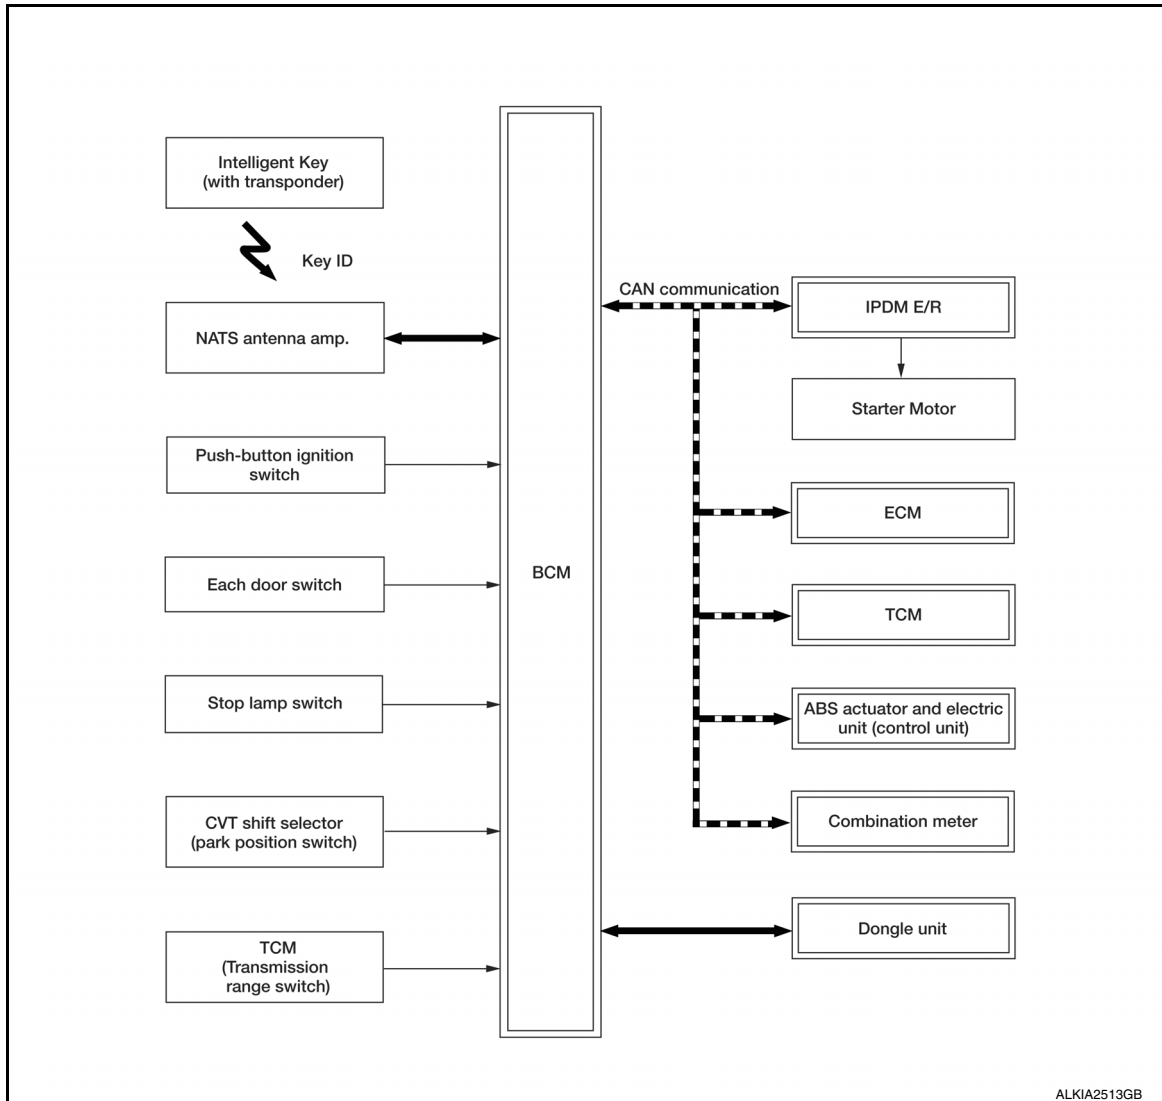 Intelligent Key
(with transponder)
Key ID
NATS antenna amp.
Push-button ignition
switch
Each door switch
Stop lamp switch
CVT shift selector
(park position switch)
TCM
(Transmission
range switch)
BCM
CAN communication
IPDM E/R
Starter Motor
ECM
TCM
ABS actuator and electric
unit (control unit)
Combination meter
Dongle unit
ALKIA2513GB